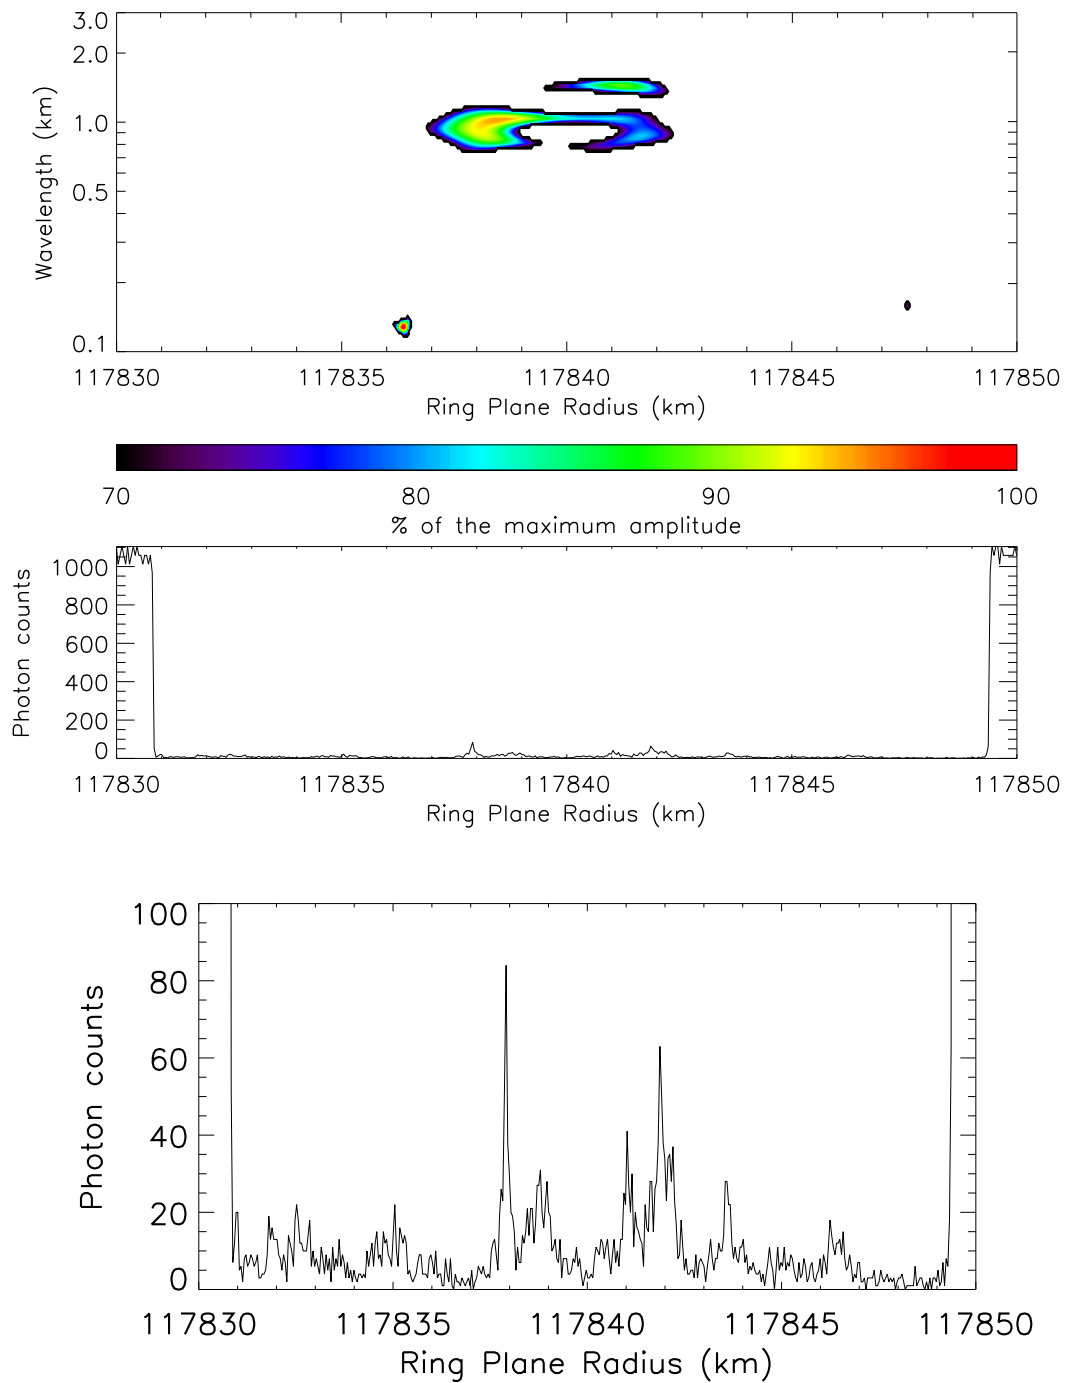 3.0
2.0
1.0
0.5
0.1
Wavelength (km)
117830 117835 117840 117845 117850
Ring Plane Radius (km)
70 80 90 100
% of the maximum amplitude
1000
800
600
400
200
0
Photon counts
117830 117835 117840 117845 117850
Ring Plane Radius (km)
100
80
60
40
20
0
Photon counts
117830 117835 117840 117845 117850
Ring Plane Radius (km)